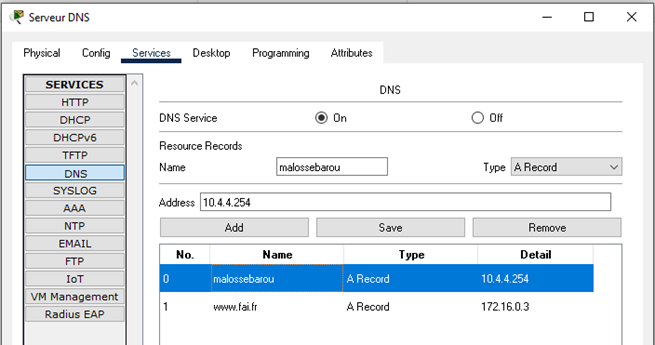 Serveur DNS
Physical Config Services Desktop Programming Attributes
SERVICES
HTTP
DHCP
DHCPv6
TFTP
DNS
SYSLOG
AAA
NTP
EMAIL
FTP
IoT
VM Management
Radius EAP
DNS
DNS Service On Off
Resource Records
Name malossebarou Type A Record
Address 10.4.4.254
Add Save Remove
No. Name Type Detail
0 malossebarou A Record 10.4.4.254
1 www.fai.fr A Record 172.16.0.3